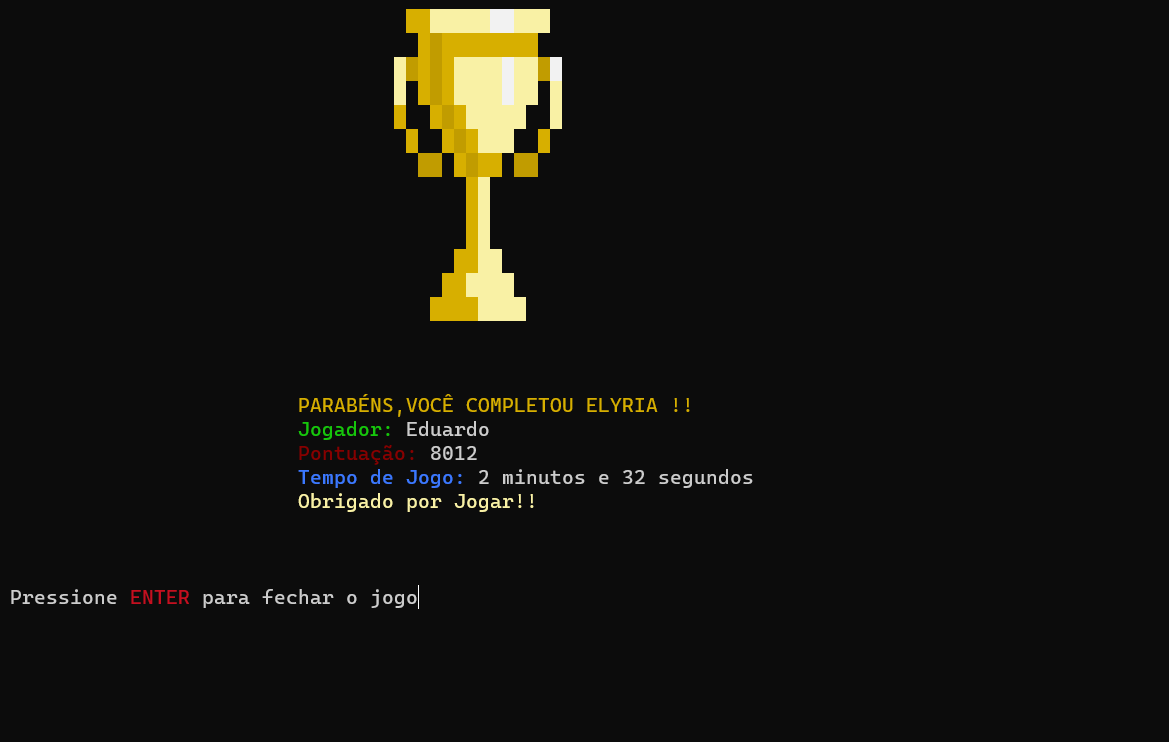 PARABÉNS,VOCÊ COMPLETOU ELYRIA !!
Jogador: Eduardo
Pontuação: 8012
Tempo de Jogo: 2 minutos e 32 segundos
Obrigado por Jogar!!
Pressione ENTER para fechar o jogo